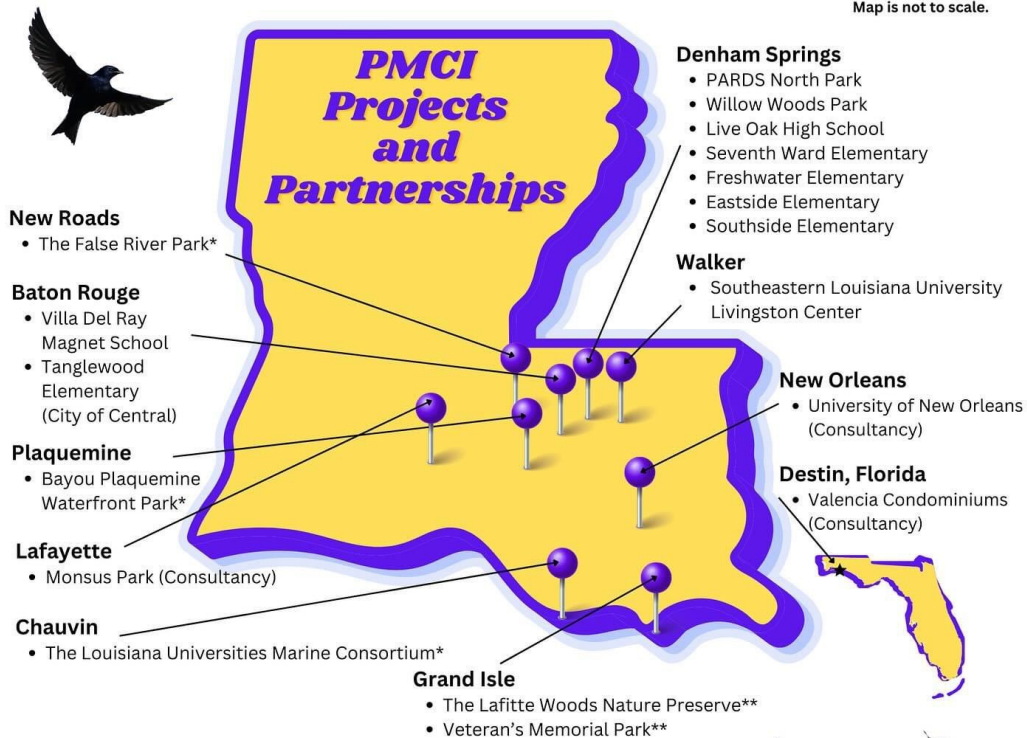 Map is not to scale.
PMCI
Projects
and
Partnerships
Denham Springs
• PARDS North Park
• Willow Woods Park
• Live Oak High School
• Seventh Ward Elementary
• Freshwater Elementary
• Eastside Elementary
• Southside Elementary
New Roads
• The False River Park*
Walker
• Southeastern Louisiana University
Livingston Center
Baton Rouge
• Villa Del Ray
Magnet School
• Tanglewood
Elementary
(City of Central)
New Orleans
• University of New Orleans
(Consultancy)
Plaquemine
• Bayou Plaquemine
Waterfront Park*
Destin, Florida
• Valencia Condominiums
(Consultancy)
Lafayette
• Monsus Park (Consultancy)
Chauvin
• The Louisiana Universities Marine Consortium*
Grand Isle
• The Lafitte Woods Nature Preserve**
• Veteran's Memorial Park**